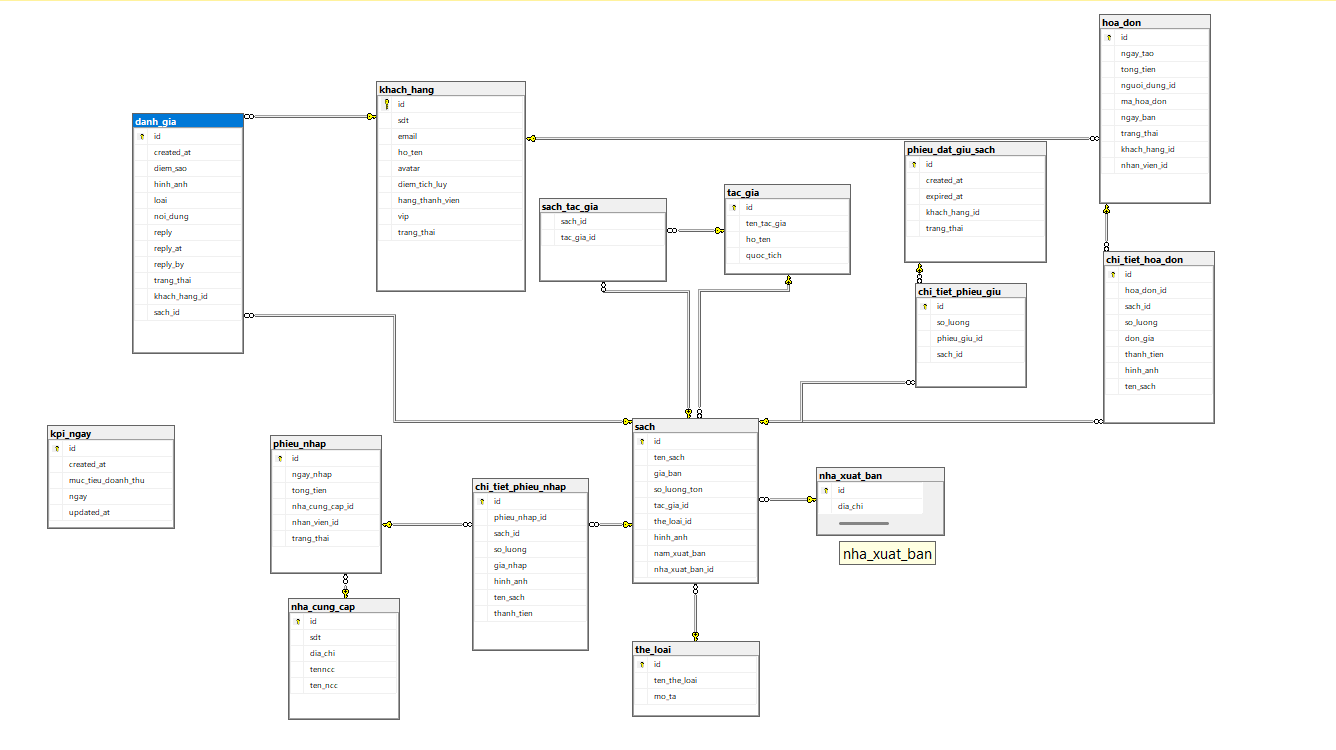 hoa_don
id
ngay_tao
tong_tien
nguoi_dung_id
ma_hoa_don
ngay_ban
trang_thai
khach_hang_id
nhan_vien_id
khach_hang
id
sdt
email
ho_ten
avatar
diem_tich_luy
hang_thanh_vien
vip
trang_thai
danh_gia
id
created_at
diem_sao
hinh_anh
loai
noi_dung
reply
reply_at
reply_by
trang_thai
khach_hang_id
sach_id
phieu_dat_giu_sach
id
created_at
expired_at
khach_hang_id
trang_thai
tac_gia
id
ten_tac_gia
ho_ten
quoc_tich
sach_tac_gia
sach_id
tac_gia_id
chi_tiet_hoa_don
id
hoa_don_id
sach_id
so_luong
don_gia
thanh_tien
hinh_anh
ten_sach
chi_tiet_phieu_giu
id
so_luong
phieu_giu_id
sach_id
sach
id
ten_sach
gia_ban
so_luong_ton
tac_gia_id
the_loai_id
hinh_anh
nam_xuat_ban
nha_xuat_ban_id
kpi_ngay
id
created_at
muc_tieu_doanh_thu
ngay
updated_at
phieu_nhap
id
ngay_nhap
tong_tien
nha_cung_cap_id
nhan_vien_id
trang_thai
chi_tiet_phieu_nhap
id
phieu_nhap_id
sach_id
so_luong
gia_nhap
hinh_anh
ten_sach
thanh_tien
nha_xuat_ban
id
dia_chi
nha_xuat_ban
nha_cung_cap
id
sdt
dia_chi
tenncc
ten_ncc
the_loai
id
ten_the_loai
mo_ta